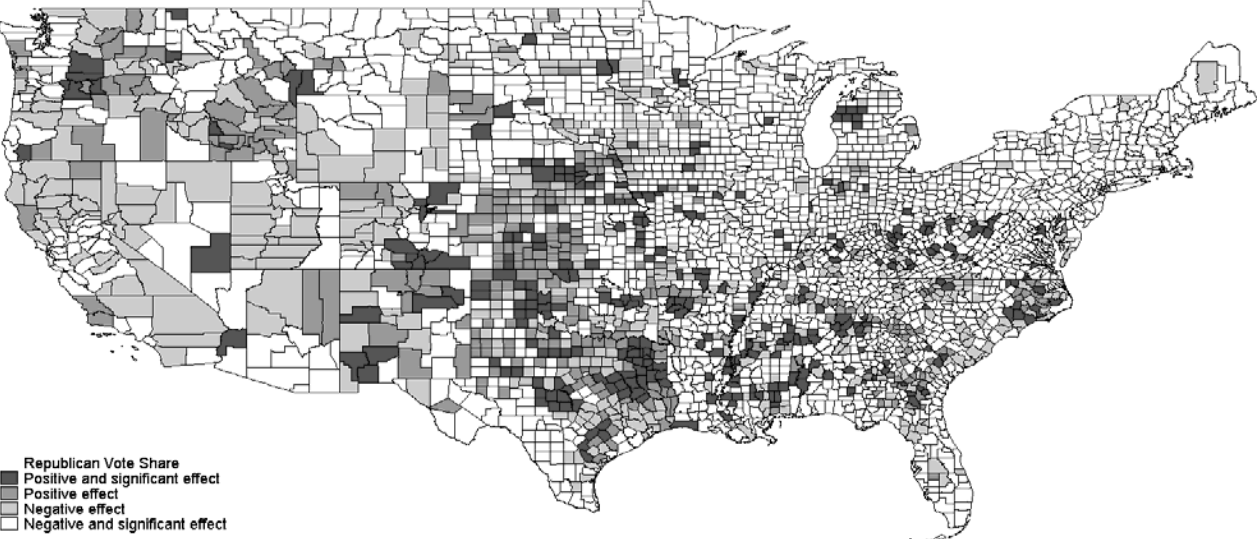 Republican Vote Share
Positive and significant effect
Positive effect
Negative effect
Negative and significant effect